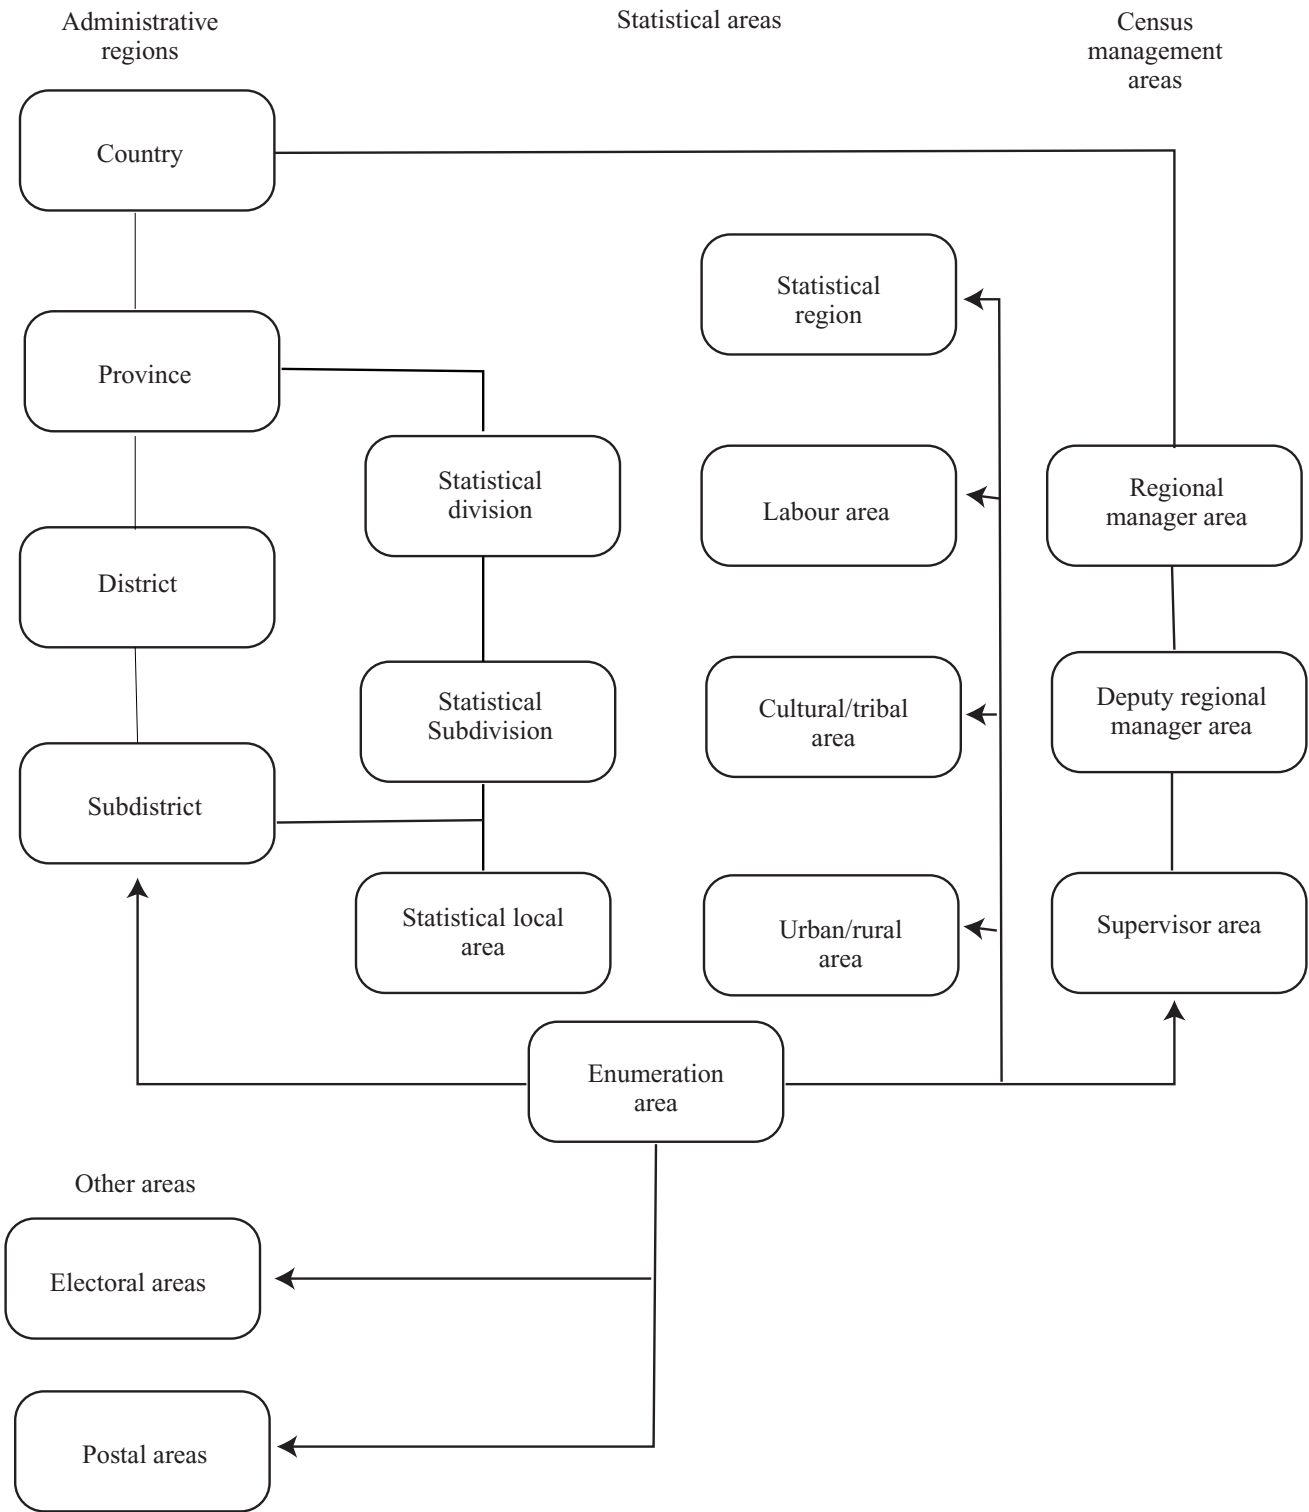 Administrative
regions
Statistical areas
Census
management
areas
Country
Statistical
region
Province
Statistical
division
Labour area
Regional
manager area
District
Statistical
Subdivision
Cultural/tribal
area
Deputy regional
manager area
Subdistrict
Statistical local
area
Urban/rural
area
Supervisor area
Enumeration
area
Other areas
Electoral areas
Postal areas